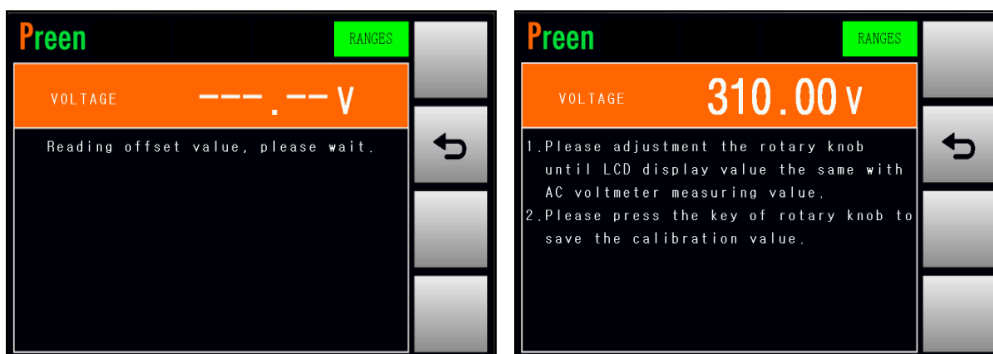 Preen
RANGES
VOLTAGE ---.-- V
Reading offset value, please wait.
Preen
RANGES
VOLTAGE 310.00 V
1.Please adjustment the rotary knob
until LCD display value the same with
AC voltmeter measuring value.
2.Please press the key of rotary knob to
save the calibration value.